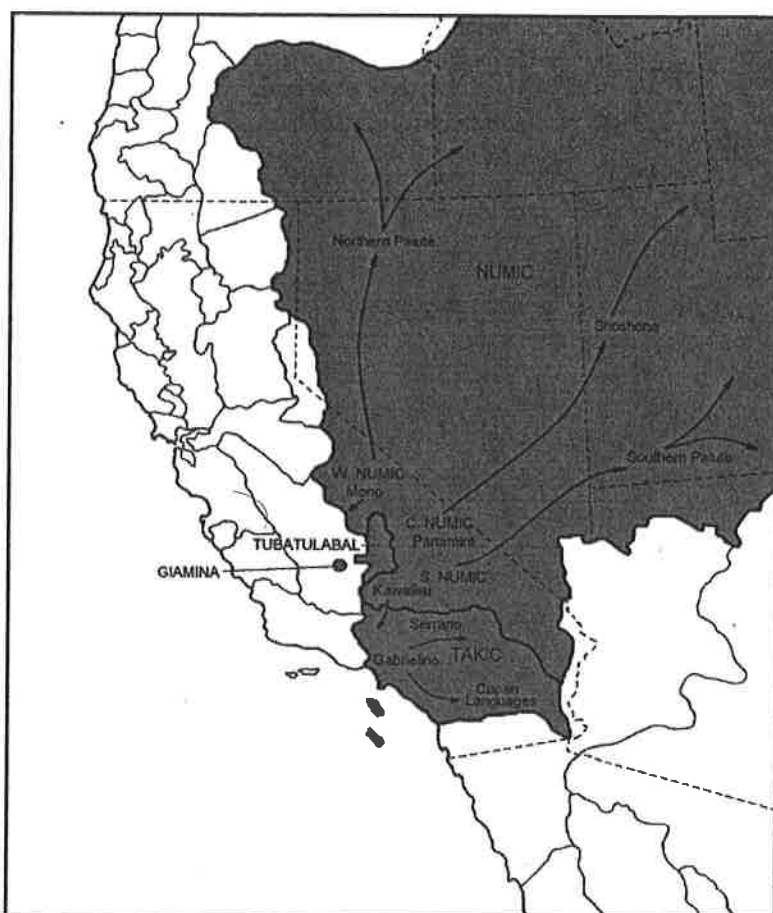 Northern Paiute
NUMIC
Shoshone
Southern Paiute
W. NUMIC
Mono
C. NUMIC
Panamint
TUBATULABAL
GIAMINA
S. NUMIC
Kawaiisu
Serrano
Gabrielino
TAKIC
Cupan
Languages